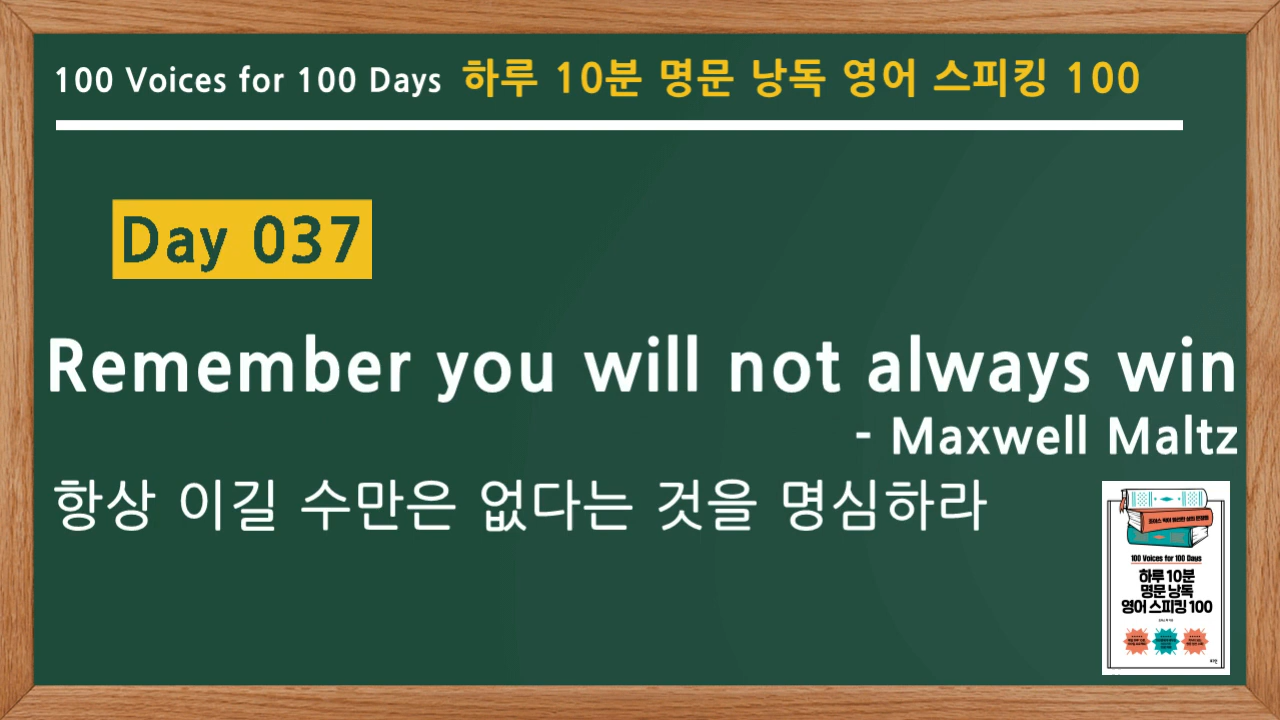 100 Voices for 100 Days 하루 10분 명문 낭독 영어 스피킹 100
Day 037
Remember you will not always win
- Maxwell Maltz
항상 이길 수만은 없다는 것을 명심하라
100 Voices for 100 Days
하루 10분
명문 낭독
영어 스피킹 100